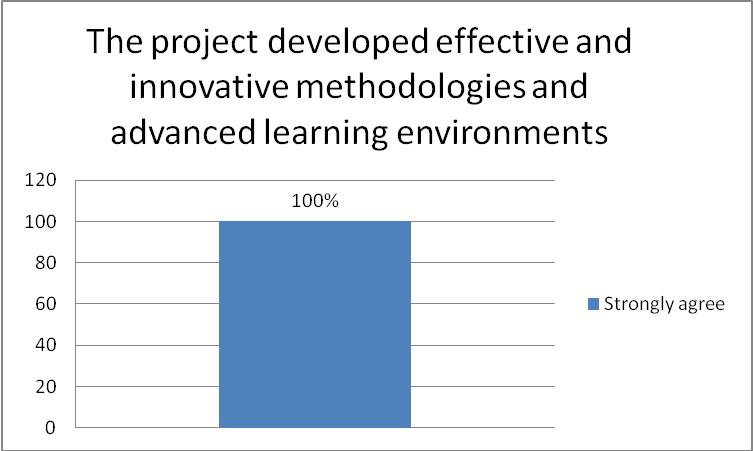 The project developed effective and
innovative methodologies and
advanced learning environments
120
100%
100
80
60
Strongly agree
40
20
0